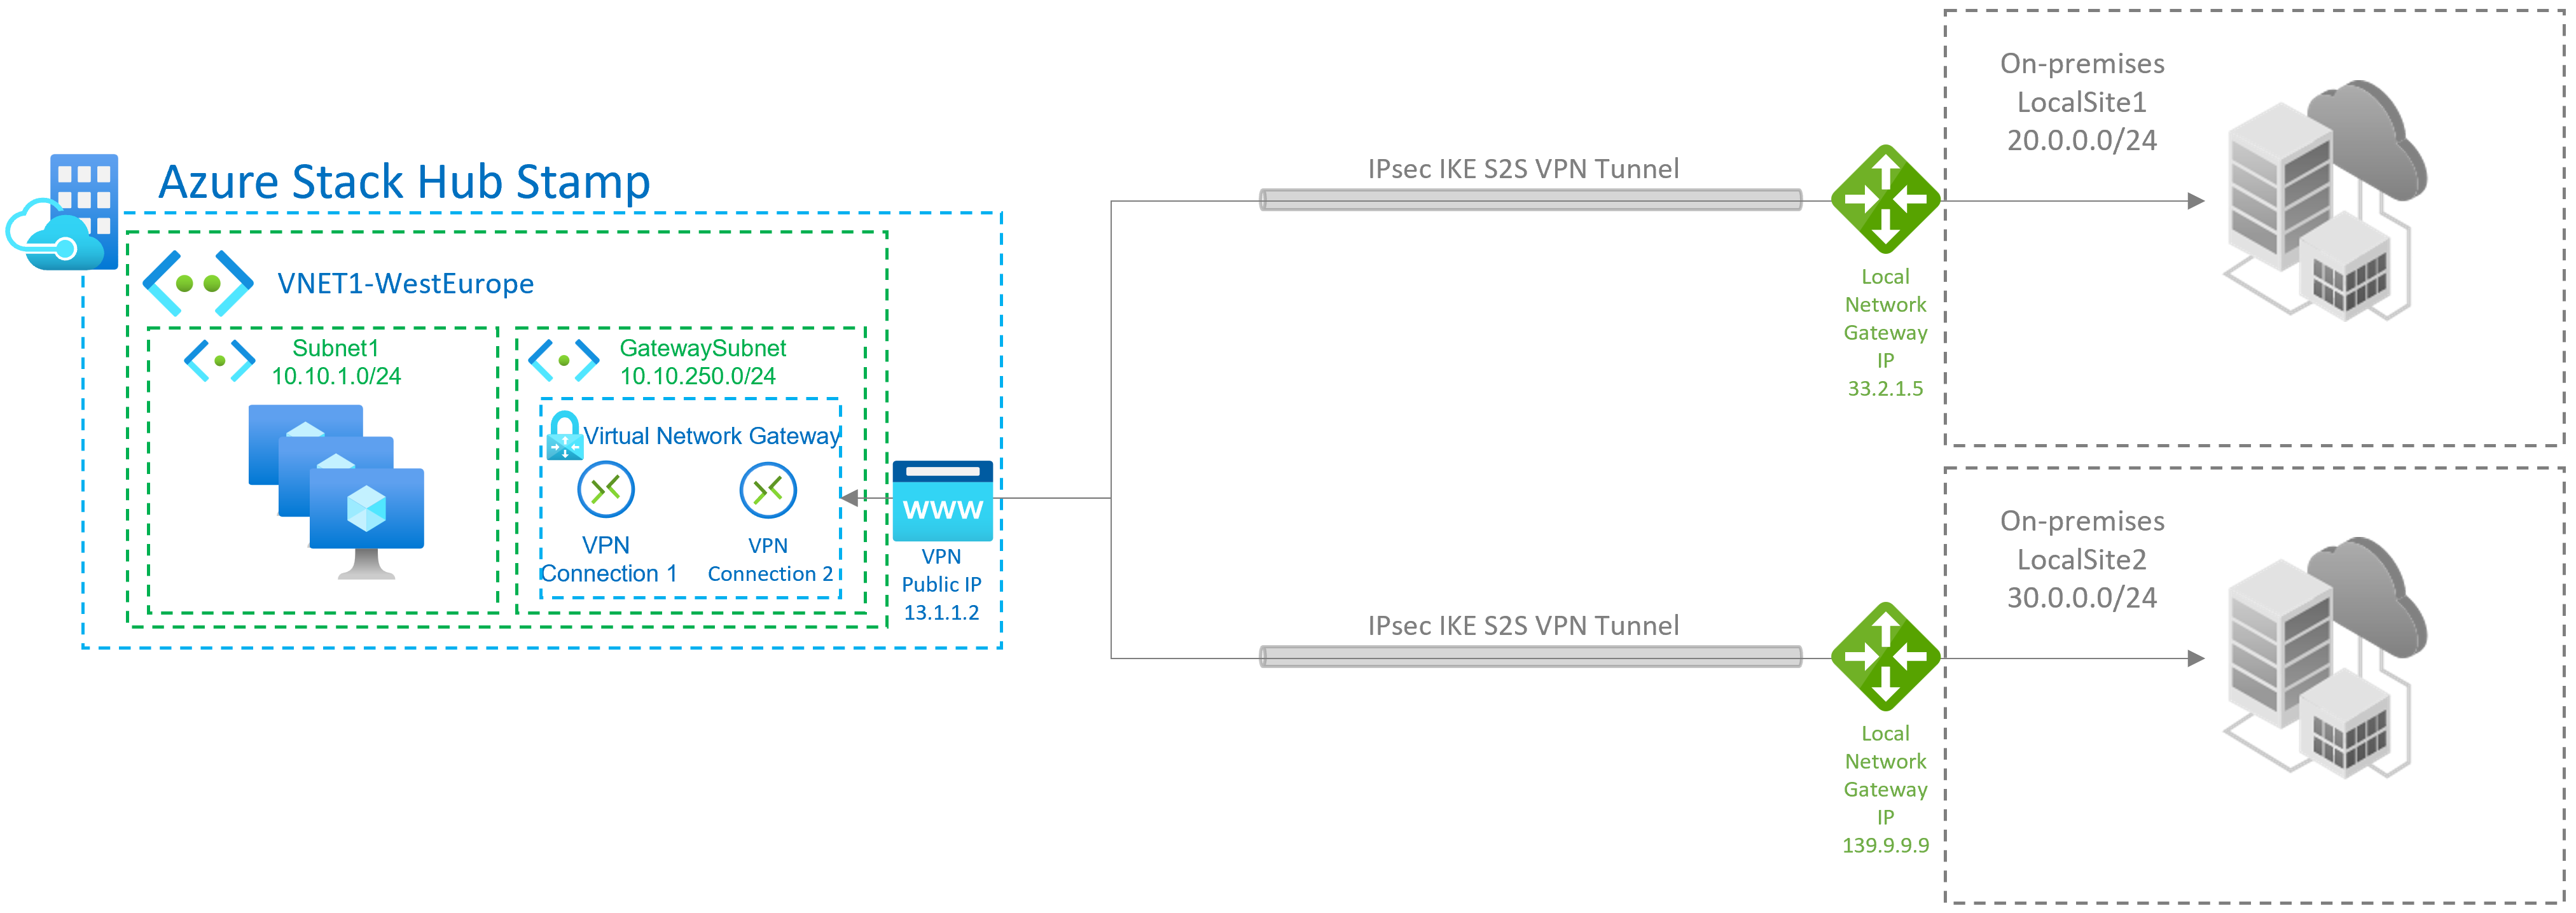 Azure Stack Hub Stamp
VNET1-WestEurope
Subnet1
10.10.1.0/24
GatewaySubnet
10.10.250.0/24
Virtual Network Gateway
VPN
Connection 1
VPN
Connection 2
www
VPN
Public IP
13.1.1.2
IPsec IKE S2S VPN Tunnel
Local
Network
Gateway
IP
33.2.1.5
On-premises
LocalSite1
20.0.0.0/24
IPsec IKE S2S VPN Tunnel
Local
Network
Gateway
IP
139.9.9.9
On-premises
LocalSite2
30.0.0.0/24